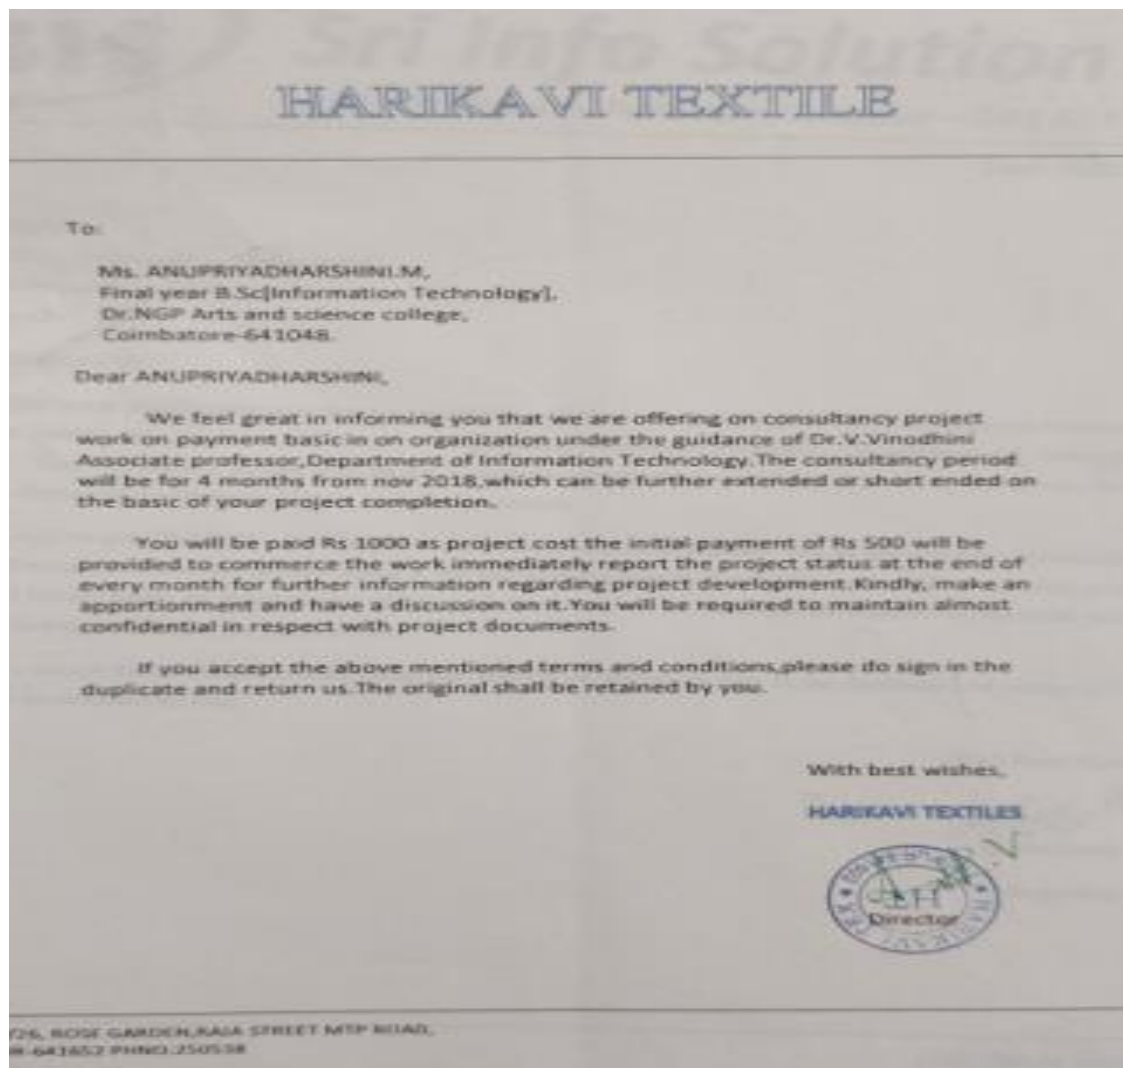 Sri Info Solution
HARIKAVI TEXTILE
To:
Ms. ANUPRIYADHARSHINI.M,
Final year B.Sc[Information Technology],
Dr.NGP Arts and science college,
Coimbatore-641048.
Dear ANUPRIYADHARSHINI,
We feel great in informing you that we are offering on consultancy project
work on payment basic in on organization under the guidance of Dr.V.Vinodhini
Associate professor,Department of Information Technology.The consultancy period
will be for 4 months from nov 2018,which can be further extended or short ended on
the basic of your project completion.
You will be paid Rs 1000 as project cost the initial payment of Rs 500 will be
provided to commerce the work immediately report the project status at the end of
every month for further information regarding project development.Kindly, make an
apportionment and have a discussion on it.You will be required to maintain almost
confidential in respect with project documents.
If you accept the above mentioned terms and conditions,please do sign in the
duplicate and return us.The original shall be retained by you.
With best wishes,
HARIKAVI TEXTILES
HARIKAVI
Director
/26, ROSE GARDEN,RAJA STREET MTP ROAD,
641652 PHNO:250538